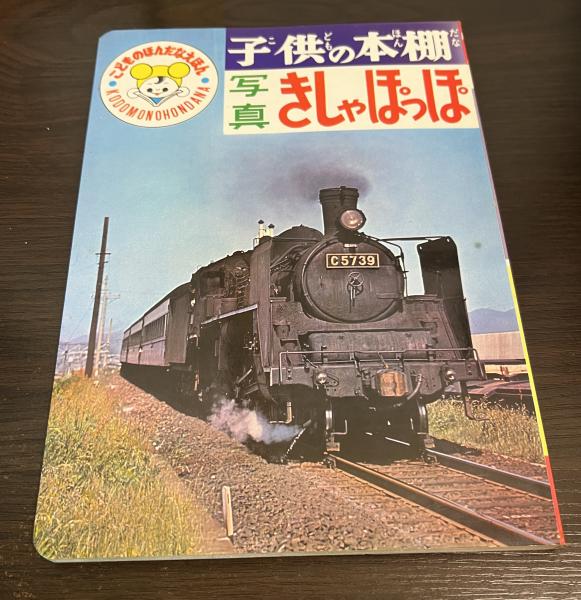 こどものほんだなえほん
KODOMONOHONDANA
子供の本棚
こ ども ほん だな
写真
きしゃぽっぽ
C5739